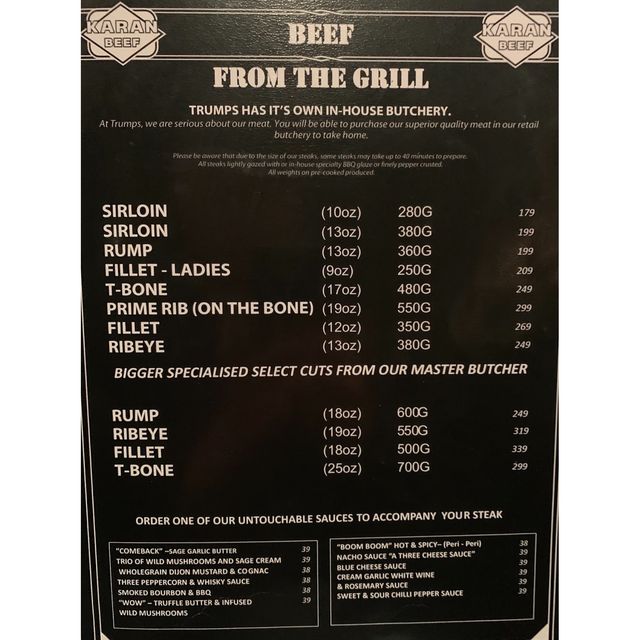 KARAN
BEEF
BEEF
KARAN
BEEF
FROM THE GRILL
TRUMPS HAS IT'S OWN IN-HOUSE BUTCHERY.
At Trumps, we are serious about our meat. You will be able to purchase our superior quality meat in our retail
butchery to take home.
Please be aware that due to the size of our steaks, some steaks may take up to 40 minutes to prepare.
All steaks lightly gazed with or in-house specialty BBQ glaze or finely pepper crusted.
All weights on pre-cooked produced.
SIRLOIN (10oz) 280G 179
SIRLOIN (13oz) 380G 199
RUMP (13oz) 360G 199
FILLET - LADIES (9oz) 250G 209
T-BONE (17oz) 480G 249
PRIME RIB (ON THE BONE) (19oz) 550G 299
FILLET (12oz) 350G 269
RIBEYE (13oz) 380G 249
BIGGER SPECIALISED SELECT CUTS FROM OUR MASTER BUTCHER
RUMP (18oz) 600G 249
RIBEYE (19oz) 550G 319
FILLET (18oz) 500G 339
T-BONE (25oz) 700G 299
ORDER ONE OF OUR UNTOUCHABLE SAUCES TO ACCOMPANY YOUR STEAK
"COMEBACK" –SAGE GARLIC BUTTER 39
TRIO OF WILD MUSHROOMS AND SAGE CREAM 39
WHOLEGRAIN DIJON MUSTARD & COGNAC 38
THREE PEPPERCORN & WHISKY SAUCE 38
SMOKED BOURBON & BBQ 38
"WOW" – TRUFFLE BUTTER & INFUSED 39
WILD MUSHROOMS
"BOOM BOOM" HOT & SPICY– (Peri - Peri) 38
NACHO SAUCE "A THREE CHEESE SAUCE" 39
BLUE CHEESE SAUCE 39
CREAM GARLIC WHITE WINE 39
& ROSEMARY SAUCE
SWEET & SOUR CHILLI PEPPER SAUCE 39